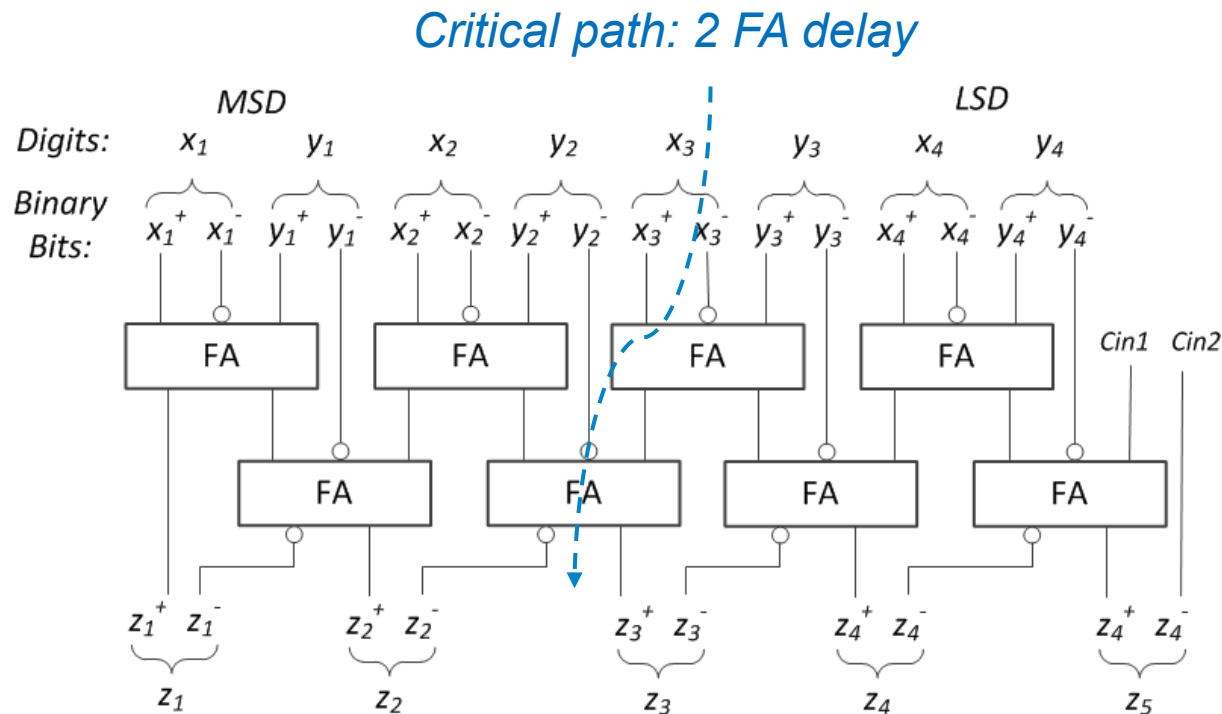 Critical path: 2 FA delay
MSD LSD
Digits: x₁ y₁ x₂ y₂ x₃ y₃ x₄ y₄
Binary
Bits: x₁⁺ x₁⁻ y₁⁺ y₁⁻ x₂⁺ x₂⁻ y₂⁺ y₂⁻ x₃⁺ x₃⁻ y₃⁺ y₃⁻ x₄⁺ x₄⁻ y₄⁺ y₄⁻
FA FA FA FA Cin1 Cin2
FA FA FA FA
z₁⁺ z₁⁻ z₂⁺ z₂⁻ z₃⁺ z₃⁻ z₄⁺ z₄⁻ z₄⁺ z₄⁻
z₁ z₂ z₃ z₄ z₅